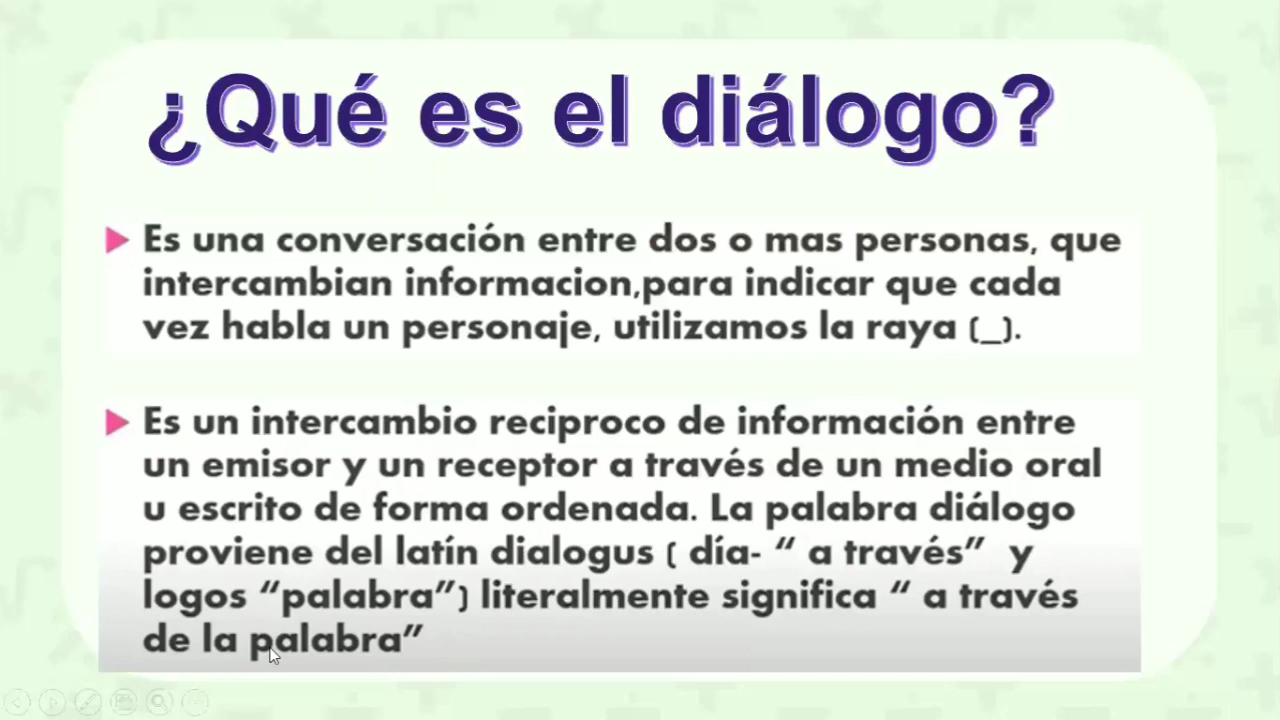 ¿Qué es el diálogo?
Es una conversación entre dos o mas personas, que
intercambian informacion,para indicar que cada
vez habla un personaje, utilizamos la raya (_).
Es un intercambio reciproco de información entre
un emisor y un receptor a través de un medio oral
u escrito de forma ordenada. La palabra diálogo
proviene del latín dialogus ( día- “ a través” y
logos “palabra”) literalmente significa “ a través
de la palabra”